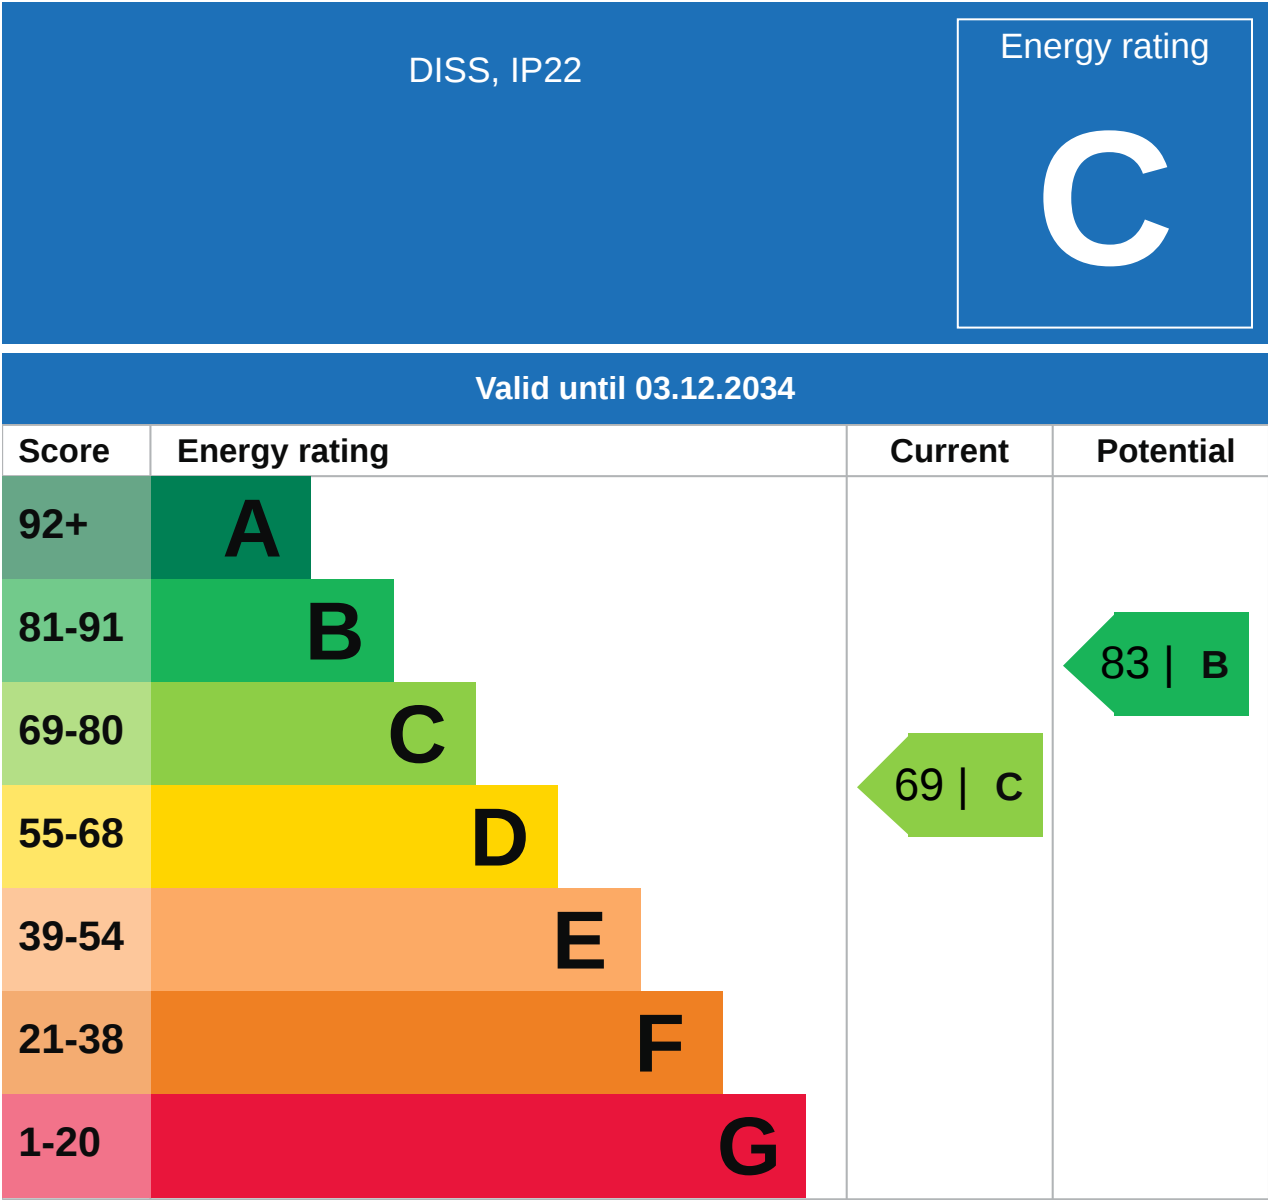 DISS, IP22
Energy rating
C
Valid until 03.12.2034
Score Energy rating Current Potential
92+ A
81-91 B
83 | B
69-80 C
69 | C
55-68 D
39-54 E
21-38 F
1-20 G